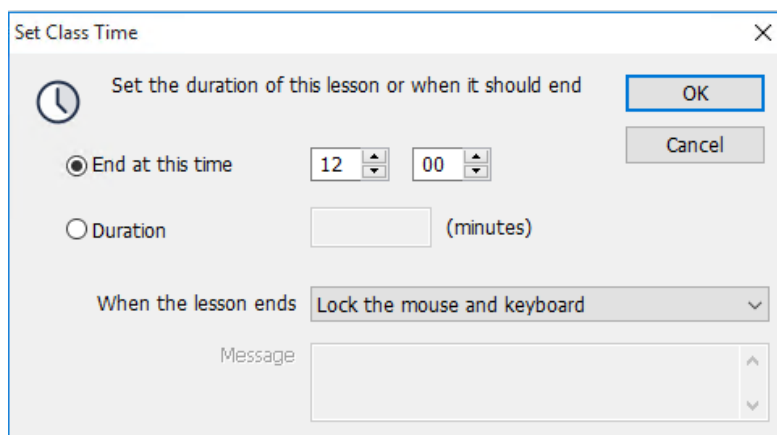 Set Class Time
Set the duration of this lesson or when it should end
OK
Cancel
End at this time 12 00
Duration (minutes)
When the lesson ends Lock the mouse and keyboard
Message